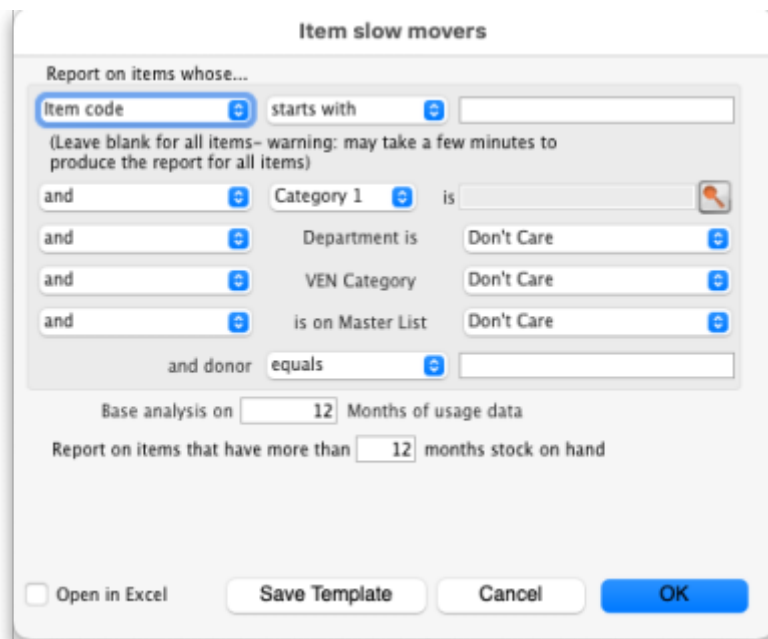 Item slow movers
Report on items whose...
Item code starts with
(Leave blank for all items– warning: may take a few minutes to
produce the report for all items)
and Category 1 is
and Department is Don't Care
and VEN Category Don't Care
and is on Master List Don't Care
and donor equals
Base analysis on 12 Months of usage data
Report on items that have more than 12 months stock on hand
Open in Excel Save Template Cancel OK